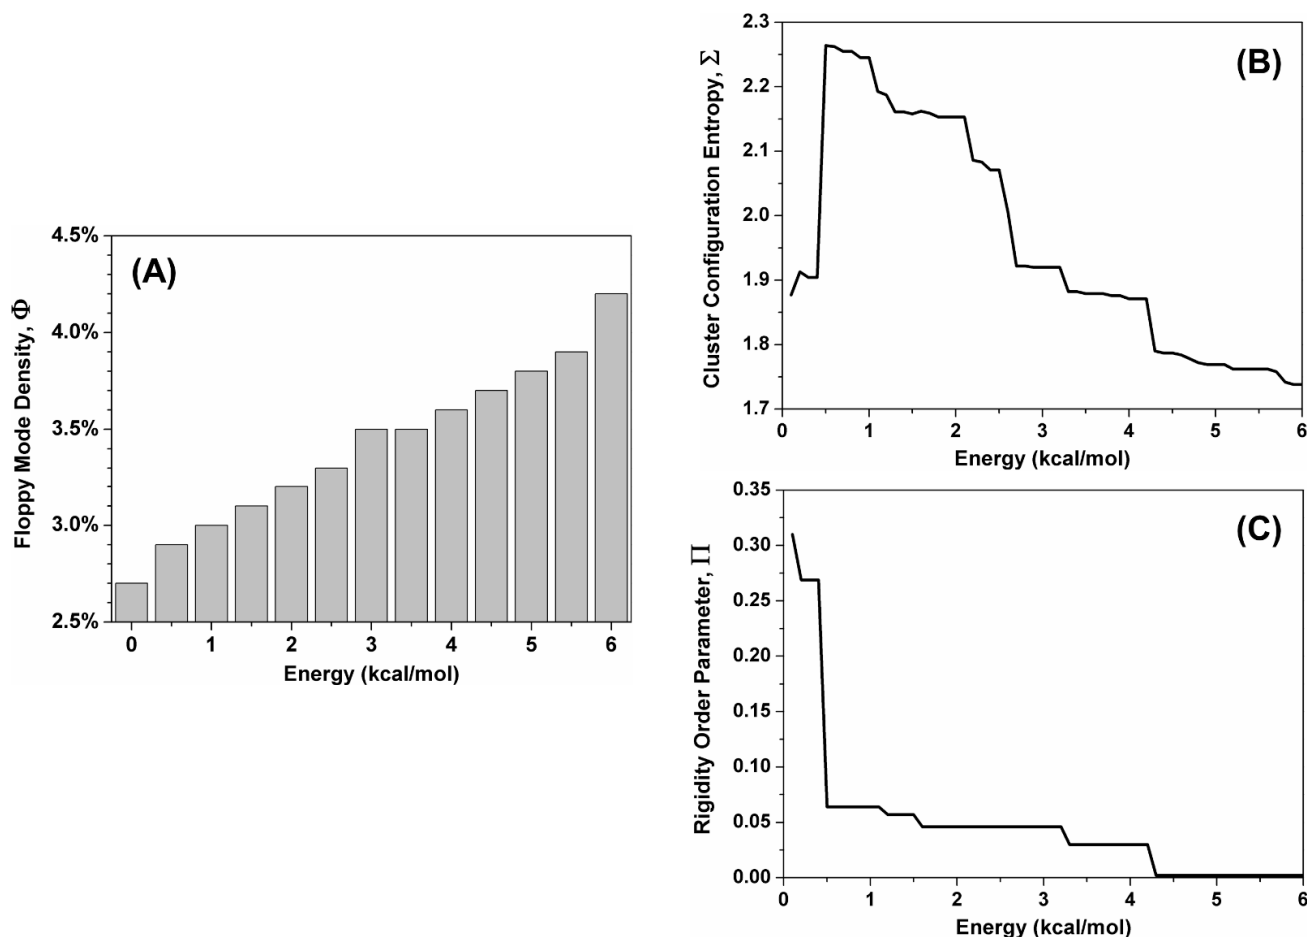 (A)
Floppy Mode Density, Φ
4.5%
4.0%
3.5%
3.0%
2.5%
0 1 2 3 4 5 6
Energy (kcal/mol)
(B)
Cluster Configuration Entropy, Σ
2.3
2.2
2.1
2.0
1.9
1.8
1.7
0 1 2 3 4 5 6
Energy (kcal/mol)
(C)
Rigidity Order Parameter, Π
0.35
0.30
0.25
0.20
0.15
0.10
0.05
0.00
0 1 2 3 4 5 6
Energy (kcal/mol)